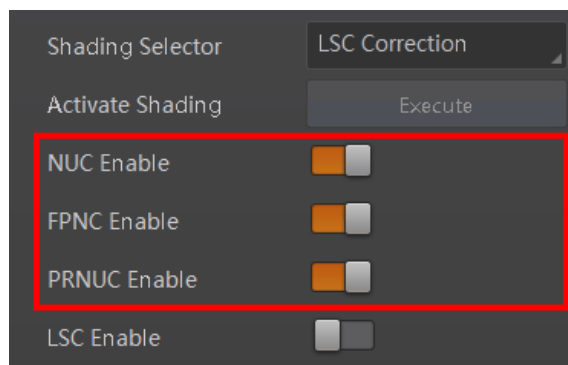 Shading Selector LSC Correction
Activate Shading Execute
NUC Enable
FPNC Enable
PRNUC Enable
LSC Enable